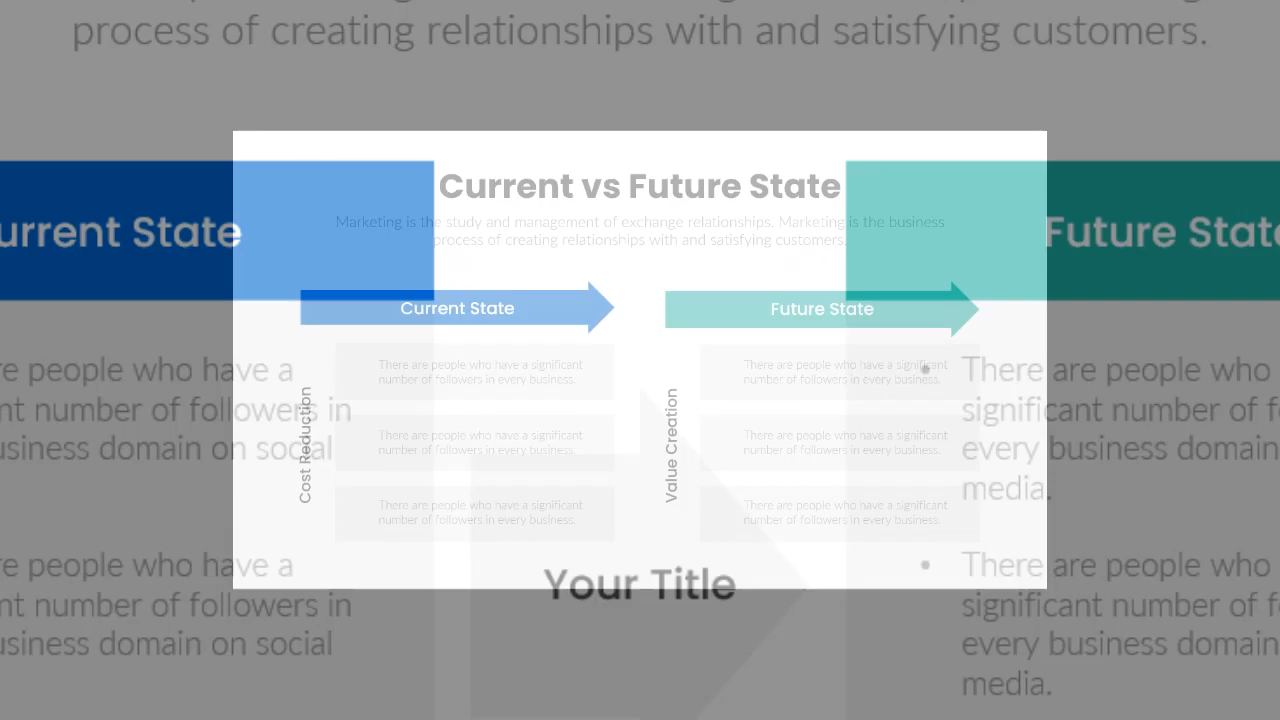 process of creating relationships with and satisfying customers.
Current vs Future State
Marketing is the study and management of exchange relationships. Marketing is the business
process of creating relationships with and satisfying customers.
urrent State
Future State
Current State
Future State
Cost Reduction
There are people who have a significant
number of followers in every business.
There are people who have a significant
number of followers in every business.
There are people who have a significant
number of followers in every business.
Value Creation
There are people who have a significant
number of followers in every business.
There are people who have a significant
number of followers in every business.
There are people who have a significant
number of followers in every business.
re people who have a
nt number of followers in
usiness domain on social
There are people who
significant number of f
every business domain
media.
re people who have a
nt number of followers in
usiness domain on social
There are people who
significant number of f
every business domain
media.
Your Title